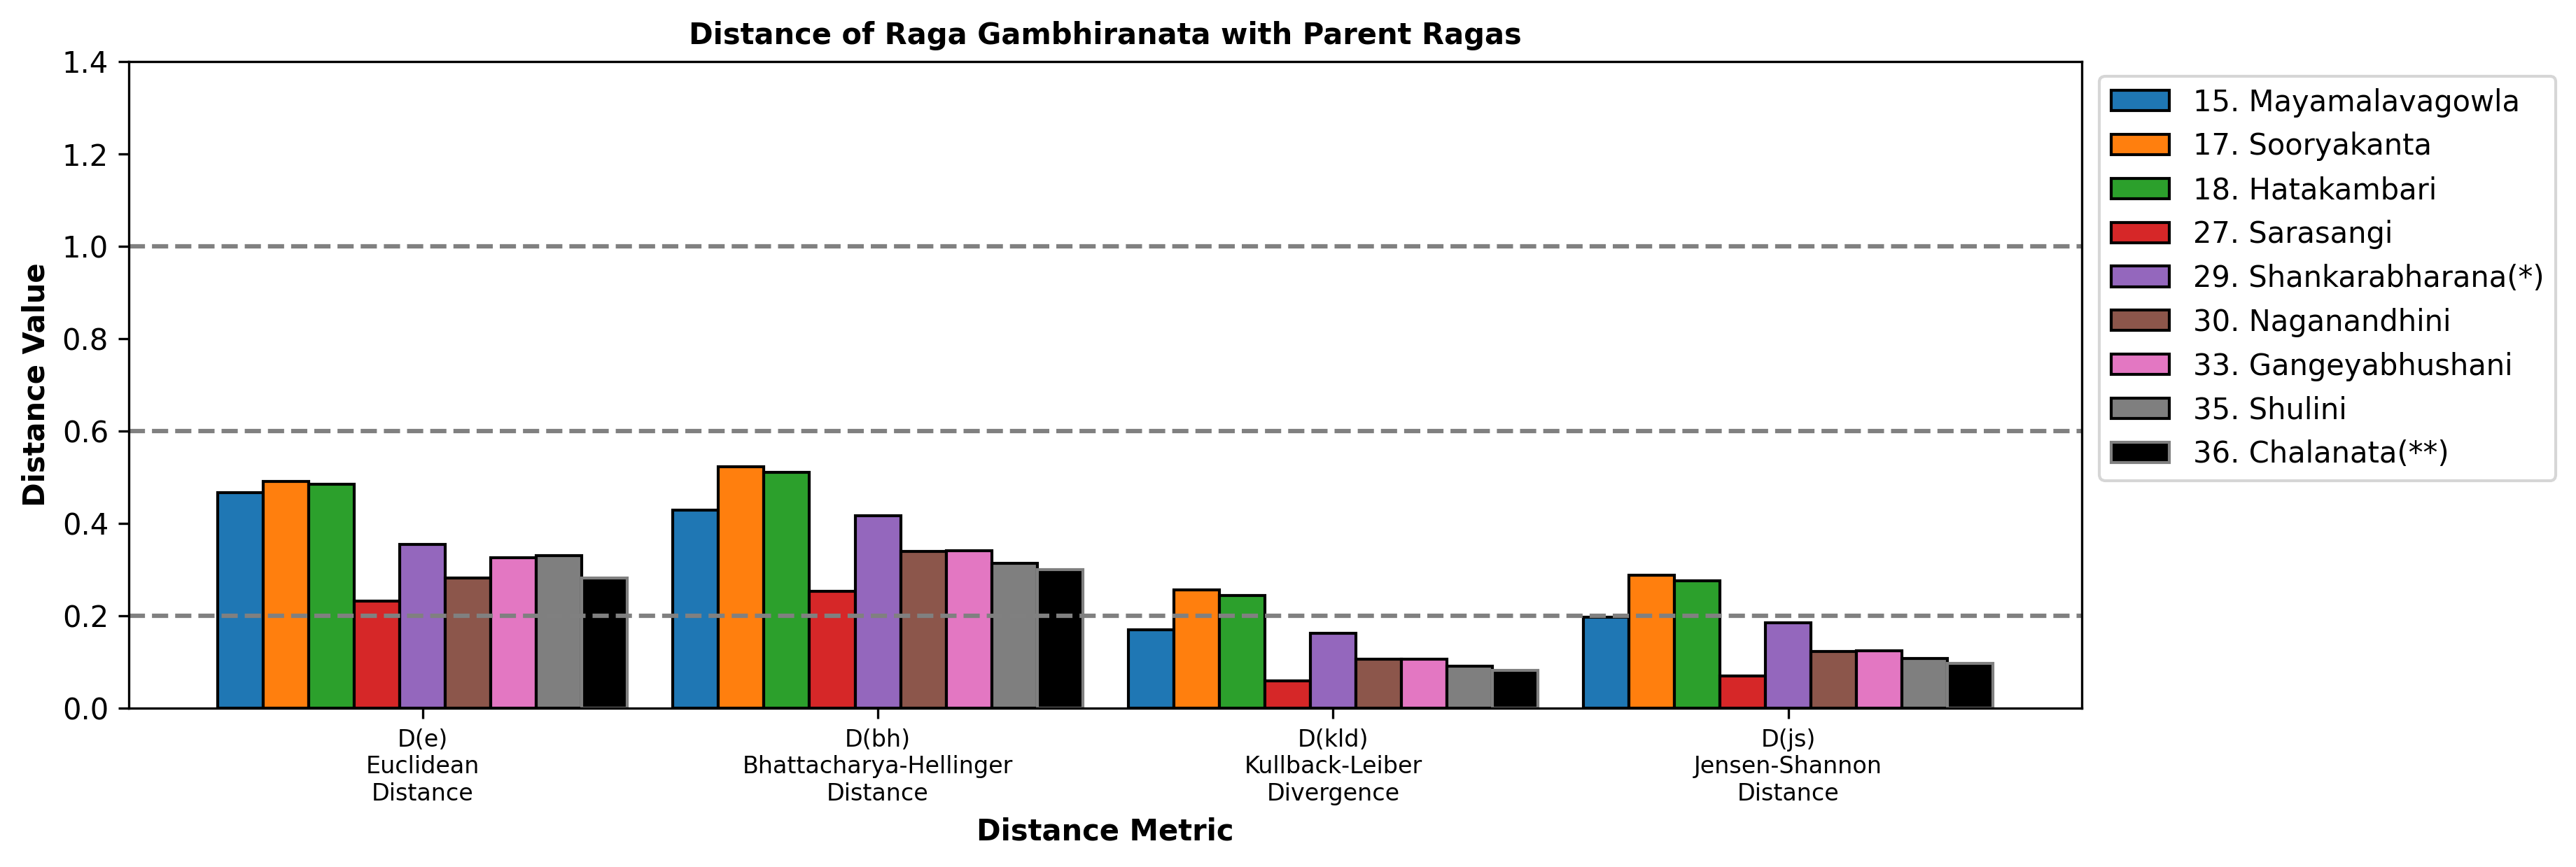 Distance of Raga Gambhiranata with Parent Ragas
Distance Value
1.4
1.2
1.0
0.8
0.6
0.4
0.2
0.0
D(e)
Euclidean
Distance
D(bh)
Bhattacharya-Hellinger
Distance
D(kld)
Kullback-Leiber
Divergence
D(js)
Jensen-Shannon
Distance
Distance Metric
15. Mayamalavagowla
17. Sooryakanta
18. Hatakambari
27. Sarasangi
29. Shankarabharana(*)
30. Naganandhini
33. Gangeyabhushani
35. Shulini
36. Chalanata(**)